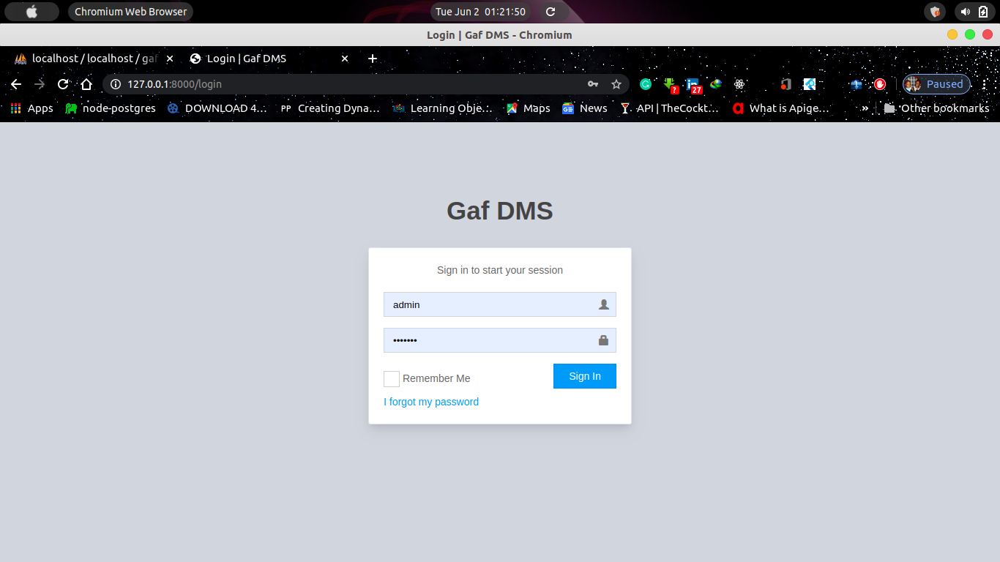 Chromium Web Browser
Tue Jun 2 01:21:50
Login | Gaf DMS - Chromium
localhost / localhost / gaf
Login | Gaf DMS
127.0.0.1:8000/login
?
27
Paused
Apps
node-postgres
DOWNLOAD 4…
PP Creating Dyna…
Learning Obje…
Maps
News
API | TheCockt…
What is Apige…
»
Other bookmarks
Gaf DMS
Sign in to start your session
admin
•••••••
Remember Me
Sign In
I forgot my password